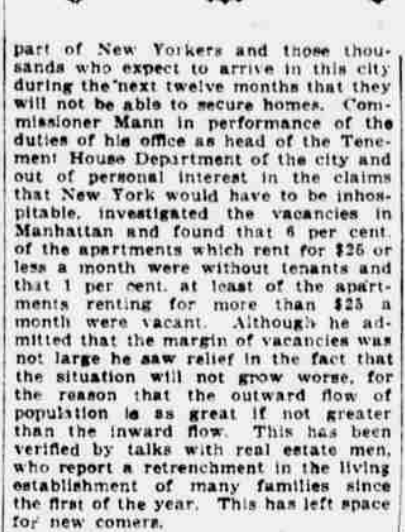 part of New Yorkers and those thou-
sands who expect to arrive in this city
during the next twelve months that they
will not be able to secure homes. Com-
missioner Mann in performance of the
duties of his office as head of the Tene-
ment House Department of the city and
out of personal interest in the claims
that New York would have to be inhos-
pitable, investigated the vacancies in
Manhattan and found that 6 per cent.
of the apartments which rent for $25 or
less a month were without tenants and
that 1 per cent. at least of the apart-
ments renting for more than $25 a
month were vacant. Although he ad-
mitted that the margin of vacancies was
not large he saw relief in the fact that
the situation will not grow worse, for
the reason that the outward flow of
population is as great if not greater
than the inward flow. This has been
verified by talks with real estate men,
who report a retrenchment in the living
establishment of many families since
the first of the year. This has left space
for new comers.